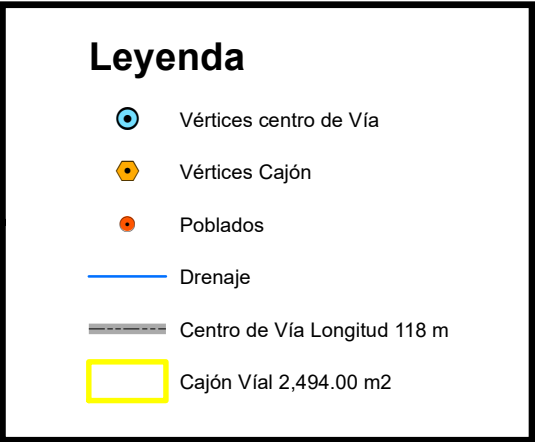 Leyenda
Vértices centro de Vía
Vértices Cajón
Poblados
Drenaje
Centro de Vía Longitud 118 m
Cajón Víal 2,494.00 m2